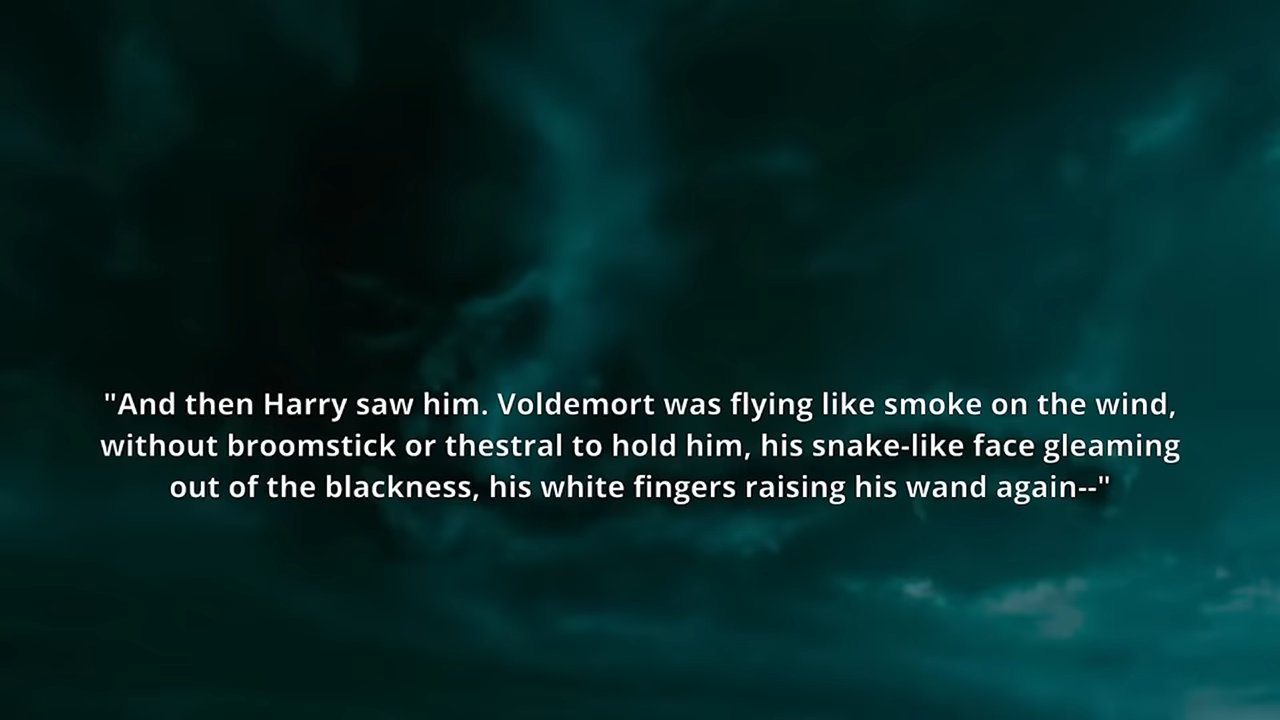 "And then Harry saw him. Voldemort was flying like smoke on the wind,
without broomstick or thestral to hold him, his snake-like face gleaming
out of the blackness, his white fingers raising his wand again--"